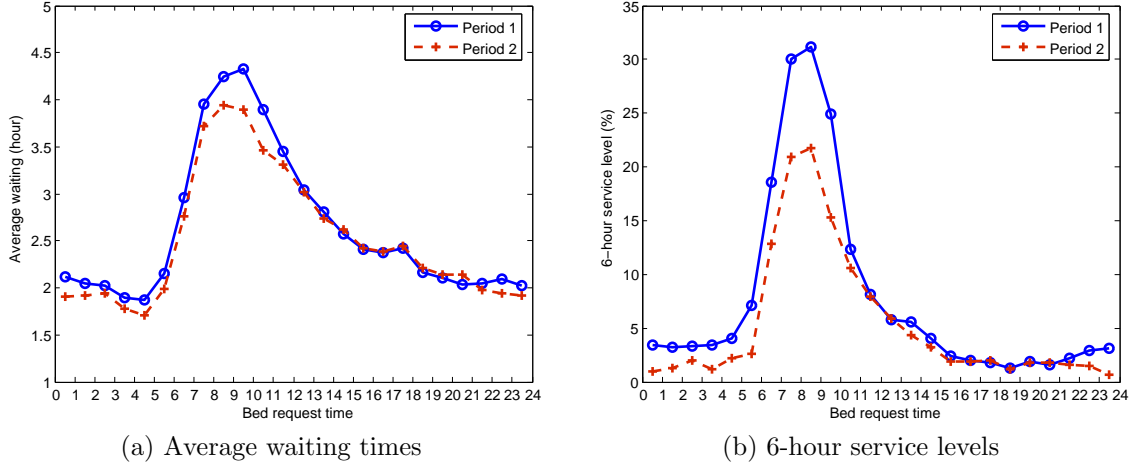 Period 1
Period 2
5
4.5
4
3.5
3
2.5
2
1.5
1
Average waiting (hour)
0 1 2 3 4 5 6 7 8 9 10 11 12 13 14 15 16 17 18 19 20 21 22 23 24
Bed request time
(a) Average waiting times
Period 1
Period 2
35
30
25
20
15
10
5
0
6−hour service level (%)
0 1 2 3 4 5 6 7 8 9 10 11 12 13 14 15 16 17 18 19 20 21 22 23 24
Bed request time
(b) 6-hour service levels